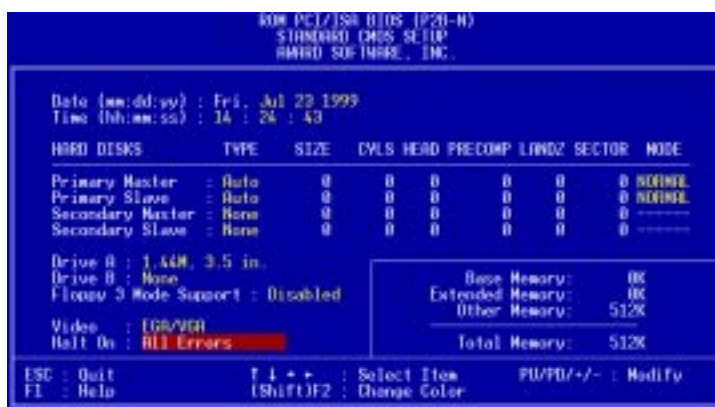 ROM PCI/ISA BIOS (P2B-N)
STANDARD CMOS SETUP
AWARD SOFTWARE, INC.
Date (mm:dd:yy) : Fri, Jul 23 1999
Time (hh:mm:ss) : 14 : 24 : 43
HARD DISKS TYPE SIZE CYLS HEAD PRECOMP LANDZ SECTOR MODE
Primary Master : Auto 0 0 0 0 0 0 NORMAL
Primary Slave : Auto 0 0 0 0 0 0 NORMAL
Secondary Master : None 0 0 0 0 0 0 ------
Secondary Slave : None 0 0 0 0 0 0 ------
Drive A : 1.44M, 3.5 in.
Drive B : None
Floppy 3 Mode Support : Disabled
Video : EGA/VGA
Halt On : All Errors
Base Memory: 0K
Extended Memory: 0K
Other Memory: 512K
Total Memory: 512K
ESC : Quit ↑ ↓ → ← : Select Item PU/PD/+/- : Modify
F1 : Help (Shift)F2 : Change Color